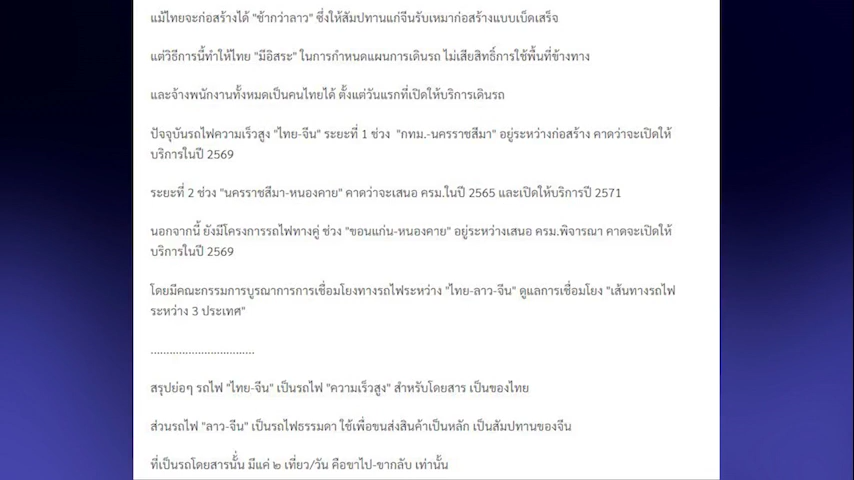 แม้ไทยจะก่อสร้างได้ "ช้ากว่าลาว" ซึ่งให้สัมปทานแก่จีนรับเหมาก่อสร้างแบบเบ็ดเสร็จ
แต่วิธีการนี้ทำให้ไทย "มีอิสระ" ในการกำหนดแผนการเดินรถ ไม่เสียสิทธิ์การใช้พื้นที่ข้างทาง
และจ้างพนักงานทั้งหมดเป็นคนไทยได้ ตั้งแต่วันแรกที่เปิดให้บริการเดินรถ
ปัจจุบันรถไฟความเร็วสูง "ไทย-จีน" ระยะที่ 1 ช่วง "กทม.-นครราชสีมา" อยู่ระหว่างก่อสร้าง คาดว่าจะเปิดให้
บริการในปี 2569
ระยะที่ 2 ช่วง "นครราชสีมา-หนองคาย" คาดว่าจะเสนอ ครม.ในปี 2565 และเปิดให้บริการปี 2571
นอกจากนี้ ยังมีโครงการรถไฟทางคู่ ช่วง "ขอนแก่น-หนองคาย" อยู่ระหว่างเสนอ ครม.พิจารณา คาดจะเปิดให้
บริการในปี 2569
โดยมีคณะกรรมการบูรณาการการเชื่อมโยงทางรถไฟระหว่าง "ไทย-ลาว-จีน" ดูแลการเชื่อมโยง "เส้นทางรถไฟ
ระหว่าง 3 ประเทศ"
.................................
สรุปย่อๆ รถไฟ "ไทย-จีน" เป็นรถไฟ "ความเร็วสูง" สำหรับโดยสาร เป็นของไทย
ส่วนรถไฟ "ลาว-จีน" เป็นรถไฟธรรมดา ใช้เพื่อขนส่งสินค้าเป็นหลัก เป็นสัมปทานของจีน
ที่เป็นรถโดยสารนั้้น มีแค่ ๒ เที่ยว/วัน คือขาไป-ขากลับ เท่านั้น